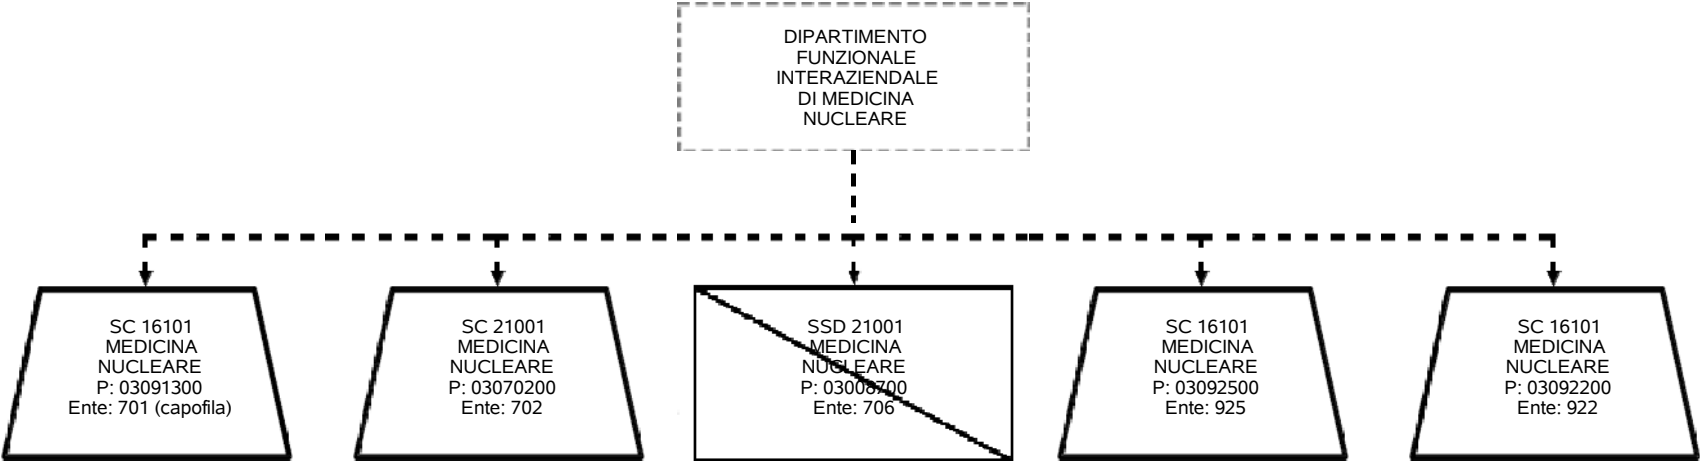 DIPARTIMENTO
FUNZIONALE
INTERAZIENDALE
DI MEDICINA
NUCLEARE
SC 16101
MEDICINA
NUCLEARE
P: 03091300
Ente: 701 (capofila)
SC 21001
MEDICINA
NUCLEARE
P: 03070200
Ente: 702
SSD 21001
MEDICINA
NUCLEARE
P: 03008700
Ente: 706
SC 16101
MEDICINA
NUCLEARE
P: 03092500
Ente: 925
SC 16101
MEDICINA
NUCLEARE
P: 03092200
Ente: 922